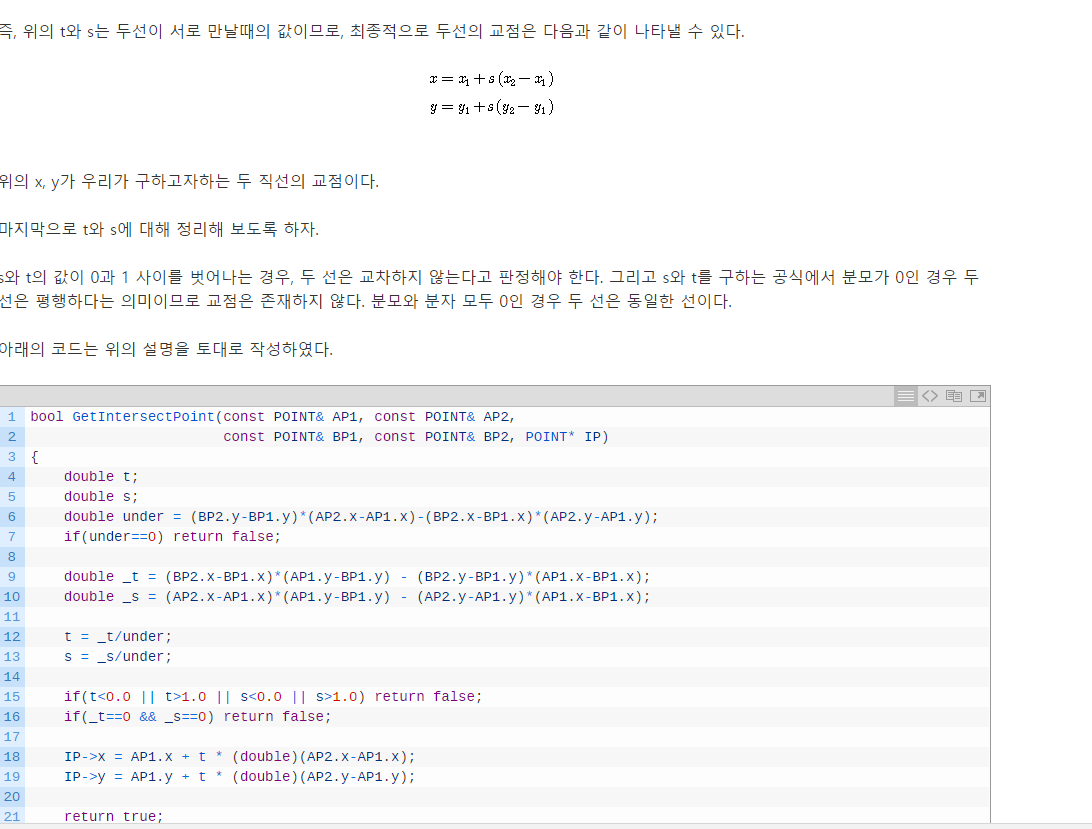 즉, 위의 t와 s는 두선이 서로 만날때의 값이므로, 최종적으로 두선의 교점은 다음과 같이 나타낼 수 있다.
x = x₁ + s (x₂ − x₁ )
y = y₁ + s (y₂ − y₁ )
위의 x, y가 우리가 구하고자하는 두 직선의 교점이다.
마지막으로 t와 s에 대해 정리해 보도록 하자.
s와 t의 값이 0과 1 사이를 벗어나는 경우, 두 선은 교차하지 않는다고 판정해야 한다. 그리고 s와 t를 구하는 공식에서 분모가 0인 경우 두
선은 평행하다는 의미이므로 교점은 존재하지 않다. 분모와 분자 모두 0인 경우 두 선은 동일한 선이다.
아래의 코드는 위의 설명을 토대로 작성하였다.
1 bool GetIntersectPoint(const POINT& AP1, const POINT& AP2,
2 const POINT& BP1, const POINT& BP2, POINT* IP)
3 {
4 double t;
5 double s;
6 double under = (BP2.y-BP1.y)*(AP2.x-AP1.x)-(BP2.x-BP1.x)*(AP2.y-AP1.y);
7 if(under==0) return false;
8
9 double _t = (BP2.x-BP1.x)*(AP1.y-BP1.y) - (BP2.y-BP1.y)*(AP1.x-BP1.x);
10 double _s = (AP2.x-AP1.x)*(AP1.y-BP1.y) - (AP2.y-AP1.y)*(AP1.x-BP1.x);
11
12 t = _t/under;
13 s = _s/under;
14
15 if(t<0.0 || t>1.0 || s<0.0 || s>1.0) return false;
16 if(_t==0 && _s==0) return false;
17
18 IP->x = AP1.x + t * (double)(AP2.x-AP1.x);
19 IP->y = AP1.y + t * (double)(AP2.y-AP1.y);
20
21 return true;